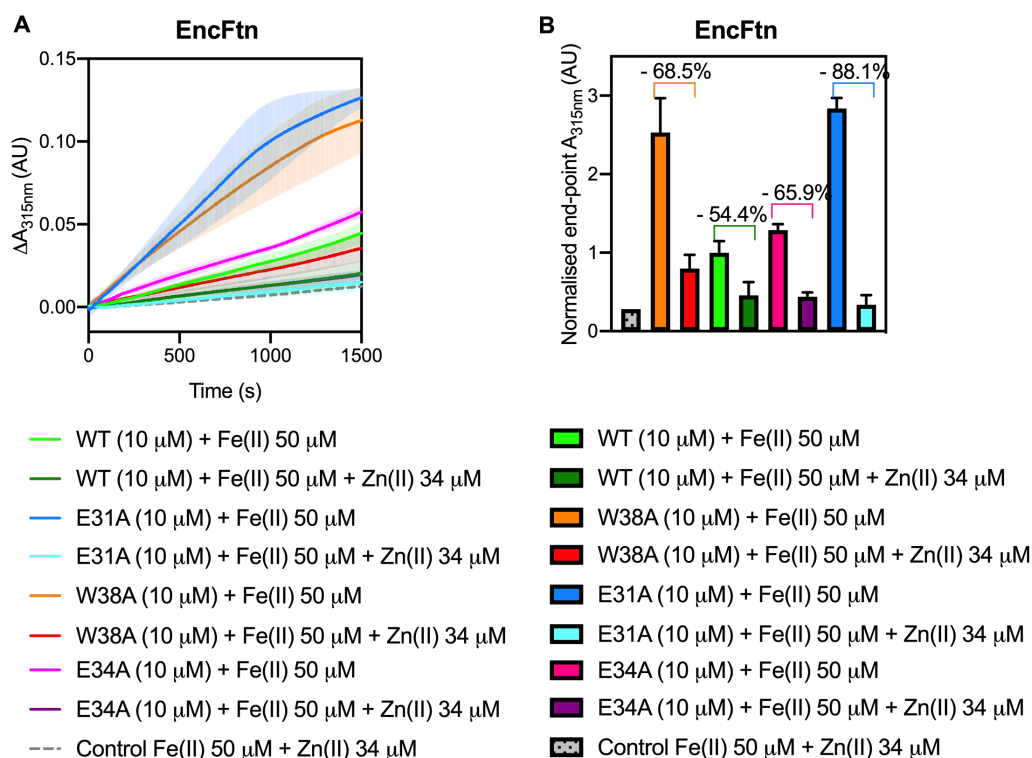 A
EncFtn
0.15
0.10
0.05
0.00
ΔA315nm (AU)
0
500
1000
1500
Time (s)
B
EncFtn
- 68.5%
- 88.1%
- 65.9%
- 54.4%
3
2
1
0
Normalised end-point A315nm (AU)
WT (10 μM) + Fe(II) 50 μM
WT (10 μM) + Fe(II) 50 μM + Zn(II) 34 μM
E31A (10 μM) + Fe(II) 50 μM
E31A (10 μM) + Fe(II) 50 μM + Zn(II) 34 μM
W38A (10 μM) + Fe(II) 50 μM
W38A (10 μM) + Fe(II) 50 μM + Zn(II) 34 μM
E34A (10 μM) + Fe(II) 50 μM
E34A (10 μM) + Fe(II) 50 μM + Zn(II) 34 μM
Control Fe(II) 50 μM + Zn(II) 34 μM
WT (10 μM) + Fe(II) 50 μM
WT (10 μM) + Fe(II) 50 μM + Zn(II) 34 μM
W38A (10 μM) + Fe(II) 50 μM
W38A (10 μM) + Fe(II) 50 μM + Zn(II) 34 μM
E31A (10 μM) + Fe(II) 50 μM
E31A (10 μM) + Fe(II) 50 μM + Zn(II) 34 μM
E34A (10 μM) + Fe(II) 50 μM
E34A (10 μM) + Fe(II) 50 μM + Zn(II) 34 μM
Control Fe(II) 50 μM + Zn(II) 34 μM